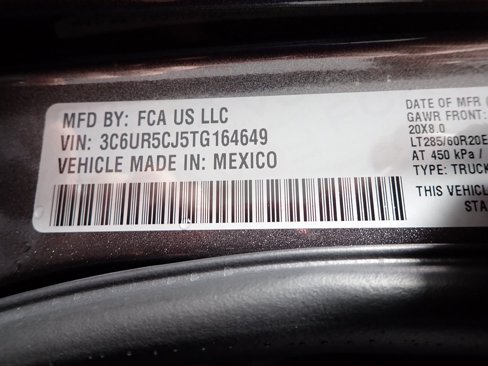 MFD BY: FCA US LLC
VIN: 3C6UR5CJ5TG164649
VEHICLE MADE IN: MEXICO
DATE OF MFR
GAWR FRONT:
20X8.0
LT285/60R20E
AT 450 kPa /
TYPE: TRUCK
THIS VEHICL
STA